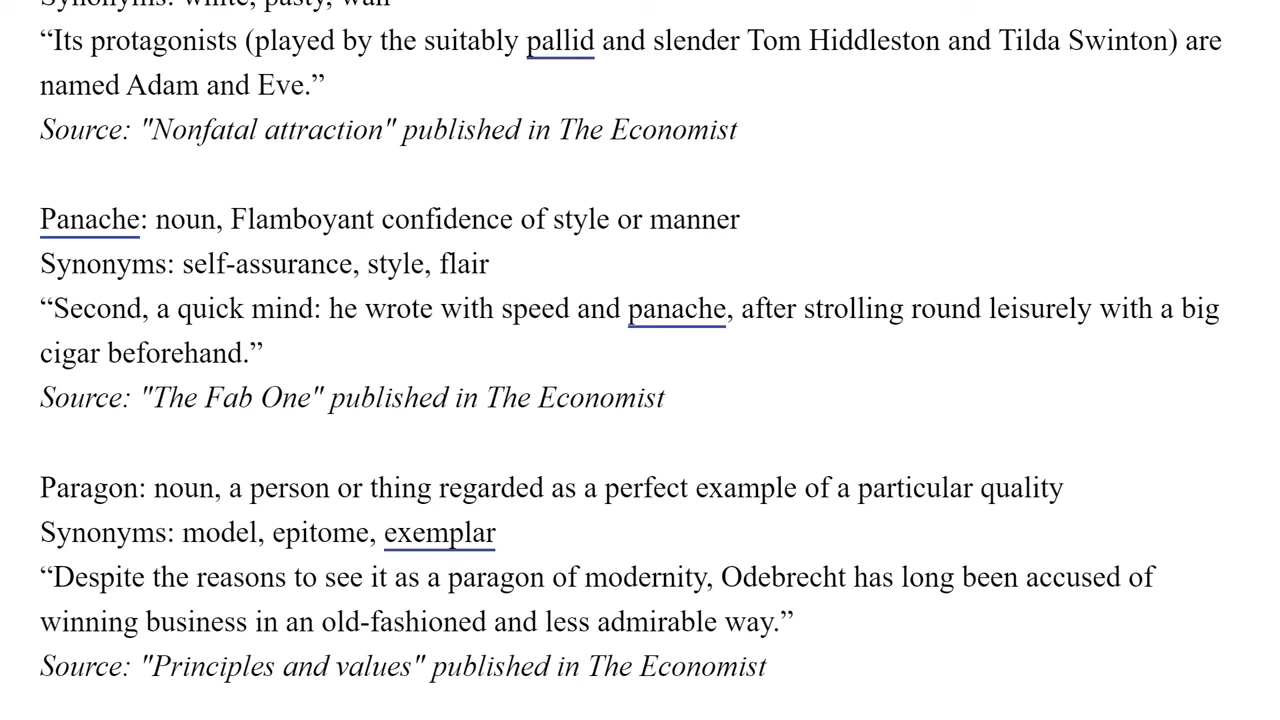 Synonyms: white, pasty, wan
“Its protagonists (played by the suitably pallid and slender Tom Hiddleston and Tilda Swinton) are
named Adam and Eve.”
Source: "Nonfatal attraction" published in The Economist
Panache: noun, Flamboyant confidence of style or manner
Synonyms: self-assurance, style, flair
“Second, a quick mind: he wrote with speed and panache, after strolling round leisurely with a big
cigar beforehand.”
Source: "The Fab One" published in The Economist
Paragon: noun, a person or thing regarded as a perfect example of a particular quality
Synonyms: model, epitome, exemplar
“Despite the reasons to see it as a paragon of modernity, Odebrecht has long been accused of
winning business in an old-fashioned and less admirable way.”
Source: "Principles and values" published in The Economist